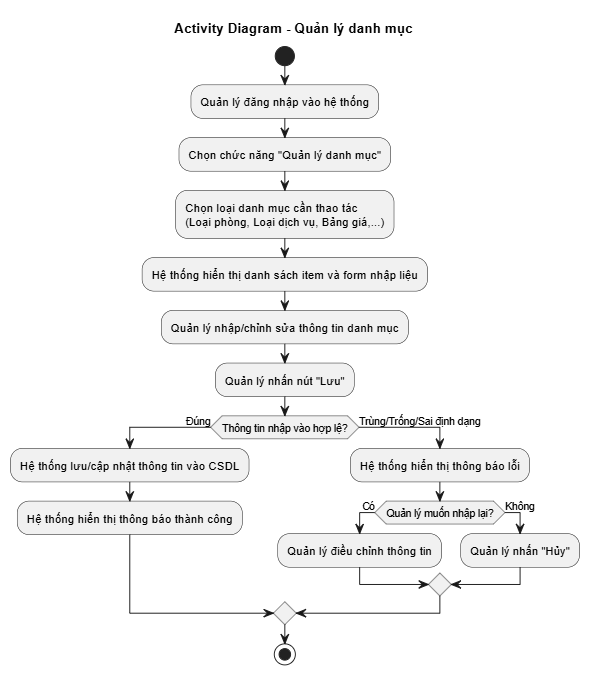 Activity Diagram - Quản lý danh mục
Quản lý đăng nhập vào hệ thống
Chọn chức năng "Quản lý danh mục"
Chọn loại danh mục cần thao tác
(Loại phòng, Loại dịch vụ, Bảng giá,...)
Hệ thống hiển thị danh sách item và form nhập liệu
Quản lý nhập/chỉnh sửa thông tin danh mục
Quản lý nhấn nút "Lưu"
Đúng
Thông tin nhập vào hợp lệ?
Trùng/Trống/Sai định dạng
Hệ thống lưu/cập nhật thông tin vào CSDL
Hệ thống hiển thị thông báo thành công
Hệ thống hiển thị thông báo lỗi
Có
Quản lý muốn nhập lại?
Không
Quản lý điều chỉnh thông tin
Quản lý nhấn "Hủy"